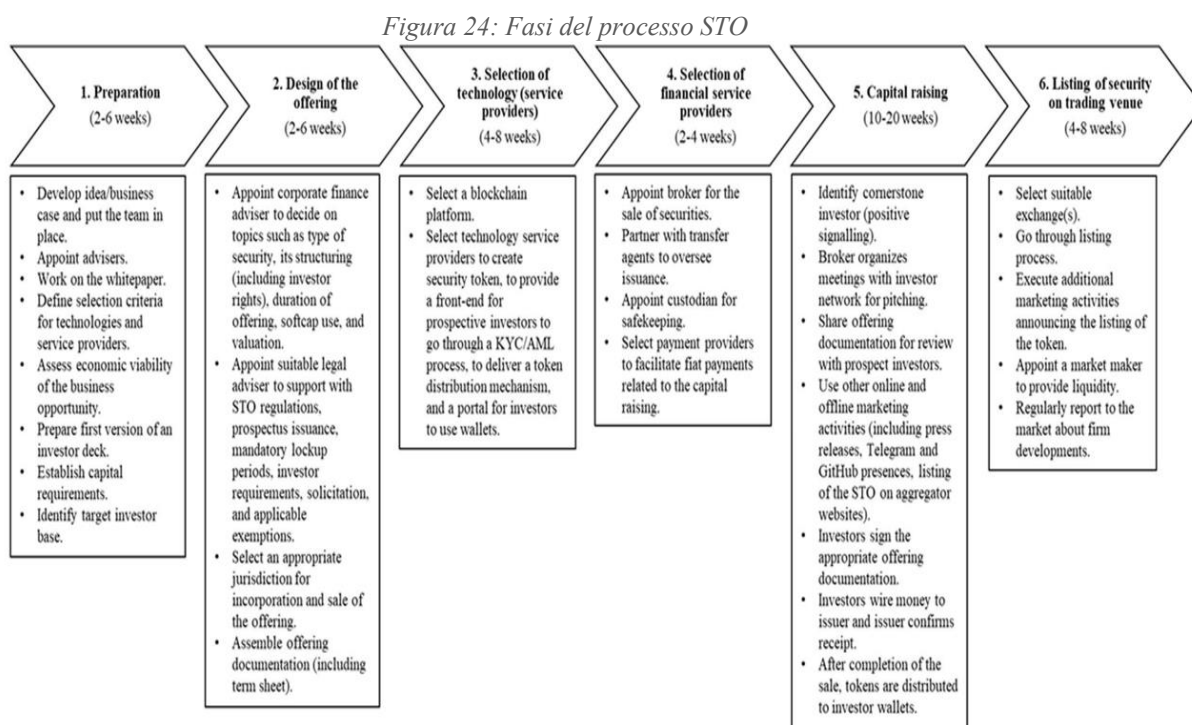 Figura 24: Fasi del processo STO
1. Preparation
(2-6 weeks)
2. Design of the
offering
(2-6 weeks)
3. Selection of
technology (service
providers)
(4-8 weeks)
4. Selection of
financial service
providers
(2-4 weeks)
5. Capital raising
(10-20 weeks)
6. Listing of security
on trading venue
(4-8 weeks)
• Develop idea/business
case and put the team in
place.
• Appoint advisers.
• Work on the whitepaper.
• Define selection criteria
for technologies and
service providers.
• Assess economic viability
of the business
opportunity.
• Prepare first version of an
investor deck.
• Establish capital
requirements.
• Identify target investor
base.
• Appoint corporate finance
adviser to decide on
topics such as type of
security, its structuring
(including investor
rights), duration of
offering, softcap use, and
valuation.
• Appoint suitable legal
adviser to support with
STO regulations,
prospectus issuance,
mandatory lockup
periods, investor
requirements, solicitation,
and applicable
exemptions.
• Select an appropriate
jurisdiction for
incorporation and sale of
the offering.
• Assemble offering
documentation (including
term sheet).
• Select a blockchain
platform.
• Select technology service
providers to create
security token, to provide
a front-end for
prospective investors to
go through a KYC/AML
process, to deliver a token
distribution mechanism,
and a portal for investors
to use wallets.
• Appoint broker for the
sale of securities.
• Partner with transfer
agents to oversee
issuance.
• Appoint custodian for
safekeeping.
• Select payment providers
to facilitate fiat payments
related to the capital
raising.
• Identify cornerstone
investor (positive
signalling).
• Broker organizes
meetings with investor
network for pitching.
• Share offering
documentation for review
with prospect investors.
• Use other online and
offline marketing
activities (including press
releases, Telegram and
GitHub presences, listing
of the STO on aggregator
websites).
• Investors sign the
appropriate offering
documentation.
• Investors wire money to
issuer and issuer confirms
receipt.
• After completion of the
sale, tokens are distributed
to investor wallets.
• Select suitable
exchange(s).
• Go through listing
process.
• Execute additional
marketing activities
announcing the listing of
the token.
• Appoint a market maker
to provide liquidity.
• Regularly report to the
market about firm
developments.